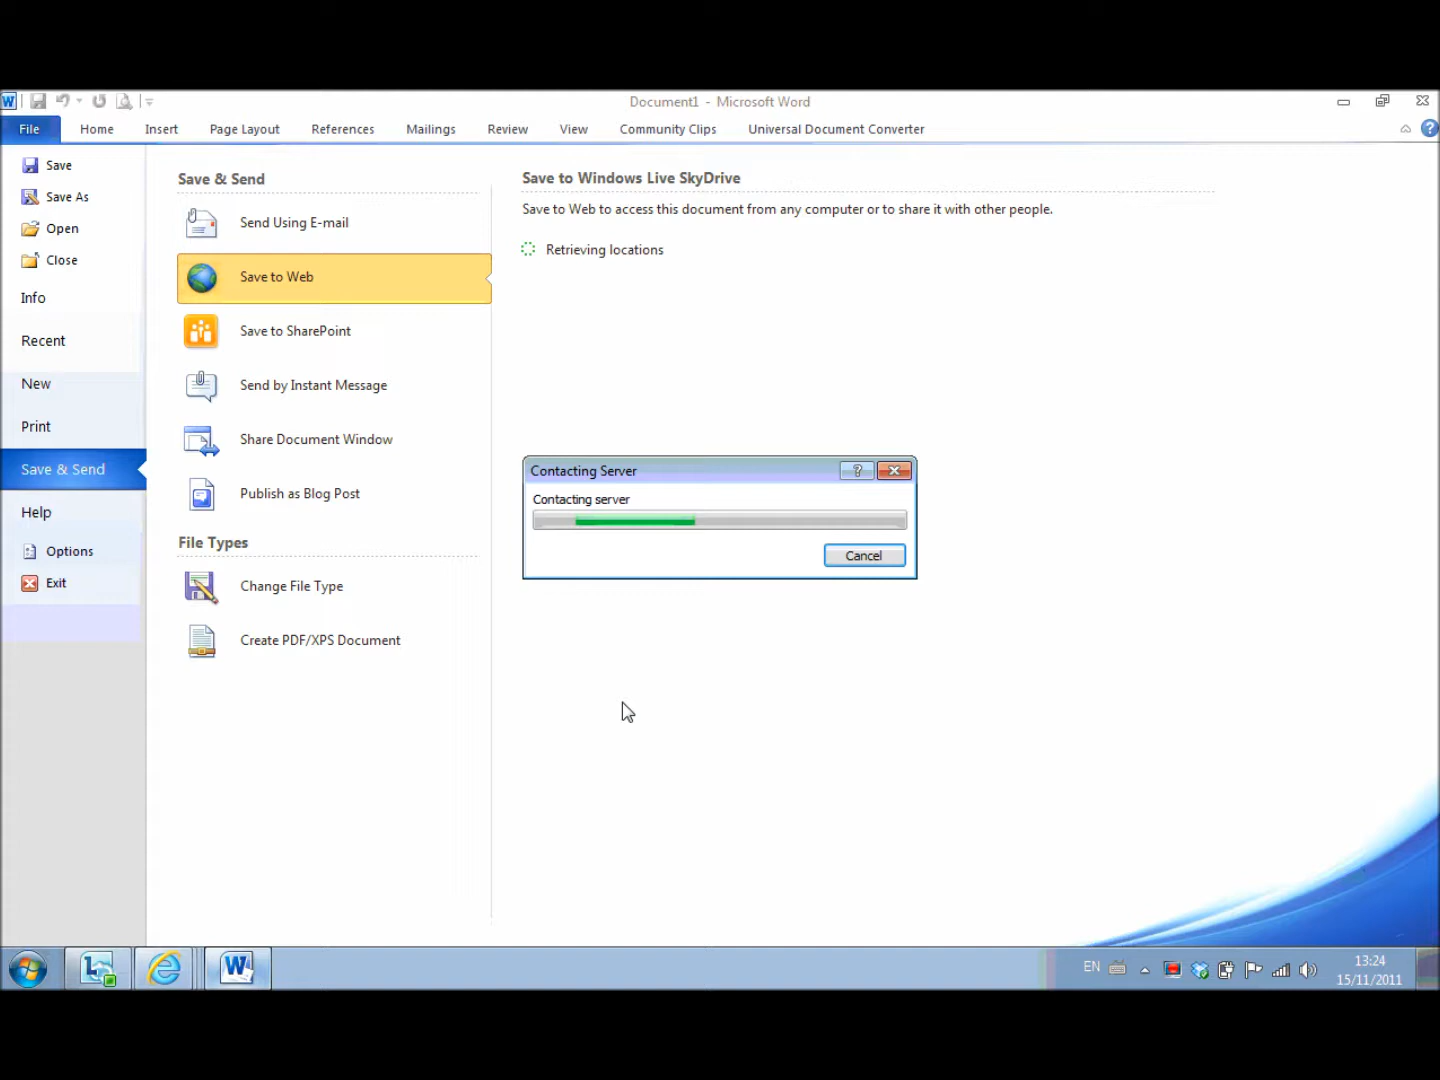 Document1 - Microsoft Word
File Home Insert Page Layout References Mailings Review View Community Clips Universal Document Converter
Save
Save As
Open
Close
Info
Recent
New
Print
Save & Send
Help
Options
Exit
Save & Send
Send Using E-mail
Save to Web
Save to SharePoint
Send by Instant Message
Share Document Window
Publish as Blog Post
File Types
Change File Type
Create PDF/XPS Document
Save to Windows Live SkyDrive
Save to Web to access this document from any computer or to share it with other people.
Retrieving locations
Contacting Server
Contacting server
Cancel
EN
13:24
15/11/2011